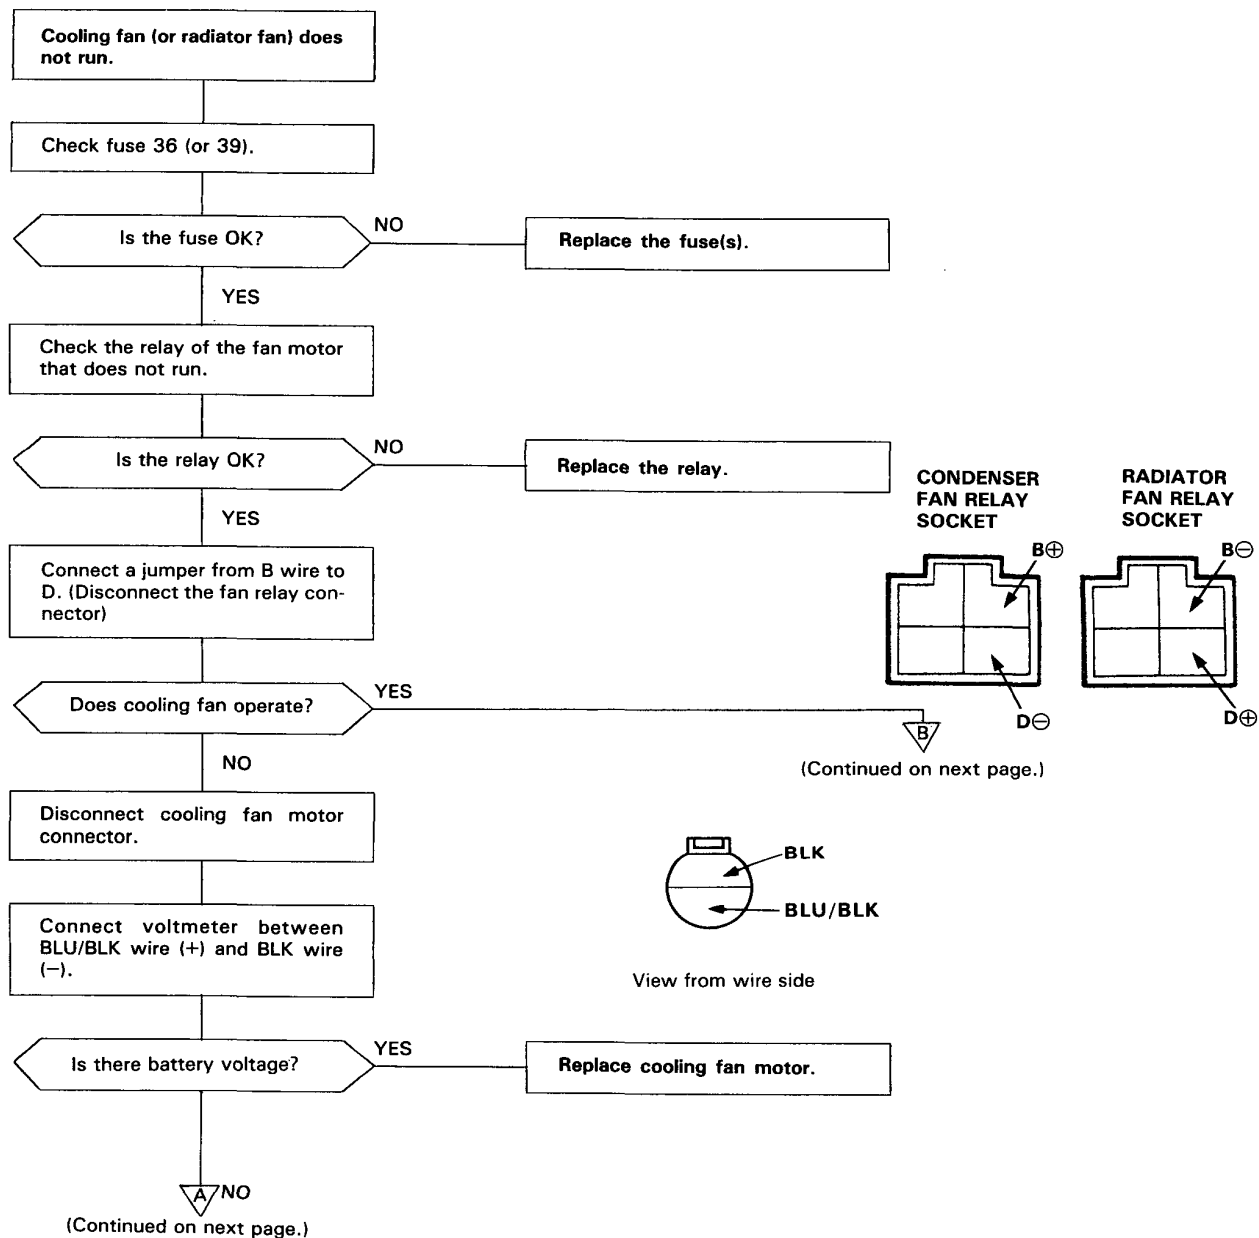 Cooling fan (or radiator fan) does
not run.
Check fuse 36 (or 39).
Is the fuse OK?
NO
Replace the fuse(s).
YES
Check the relay of the fan motor
that does not run.
Is the relay OK?
NO
Replace the relay.
YES
CONDENSER
FAN RELAY
SOCKET
B⊕
D⊖
RADIATOR
FAN RELAY
SOCKET
B⊖
D⊕
Connect a jumper from B wire to
D. (Disconnect the fan relay con-
nector)
Does cooling fan operate?
YES
B
(Continued on next page.)
NO
Disconnect cooling fan motor
connector.
BLK
BLU/BLK
View from wire side
Connect voltmeter between
BLU/BLK wire (+) and BLK wire
(−).
Is there battery voltage?
YES
Replace cooling fan motor.
A
NO
(Continued on next page.)